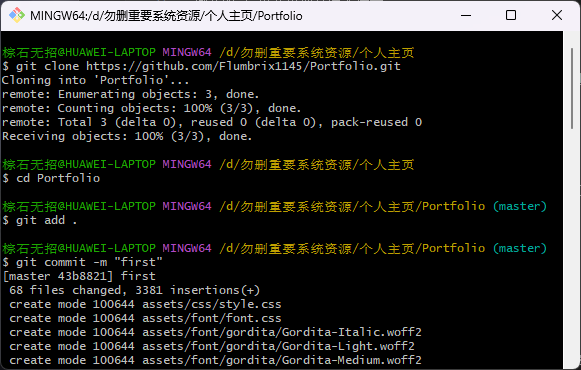 MINGW64:/d/勿删重要系统资源/个人主页/Portfolio
棕石无招@HUAWEI-LAPTOP MINGW64 /d/勿删重要系统资源/个人主页
$ git clone https://github.com/Flumbrix1145/Portfolio.git
Cloning into 'Portfolio'...
remote: Enumerating objects: 3, done.
remote: Counting objects: 100% (3/3), done.
remote: Total 3 (delta 0), reused 0 (delta 0), pack-reused 0
Receiving objects: 100% (3/3), done.
棕石无招@HUAWEI-LAPTOP MINGW64 /d/勿删重要系统资源/个人主页
$ cd Portfolio
棕石无招@HUAWEI-LAPTOP MINGW64 /d/勿删重要系统资源/个人主页/Portfolio (master)
$ git add .
棕石无招@HUAWEI-LAPTOP MINGW64 /d/勿删重要系统资源/个人主页/Portfolio (master)
$ git commit -m "first"
[master 43b8821] first
68 files changed, 3381 insertions(+)
create mode 100644 assets/css/style.css
create mode 100644 assets/font/font.css
create mode 100644 assets/font/gordita/Gordita-Italic.woff2
create mode 100644 assets/font/gordita/Gordita-Light.woff2
create mode 100644 assets/font/gordita/Gordita-Medium.woff2